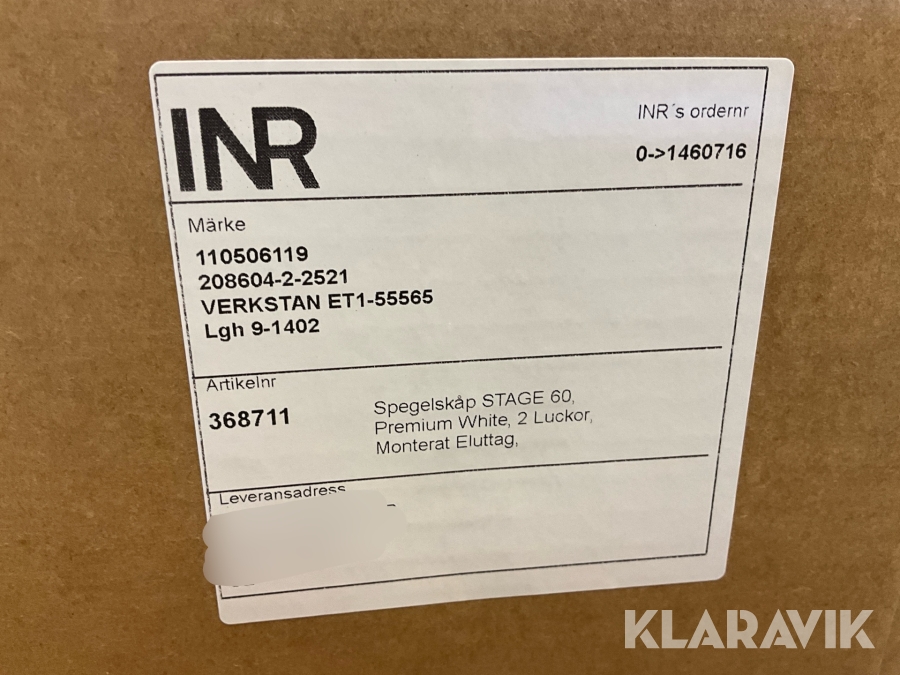 INR
INR´s ordernr
0->1460716
Märke
110506119
208604-2-2521
VERKSTAN ET1-55565
Lgh 9-1402
Artikelnr
368711
Spegelskåp STAGE 60,
Premium White, 2 Luckor,
Monterat Eluttag,
Leveransadress
KLARAVIK